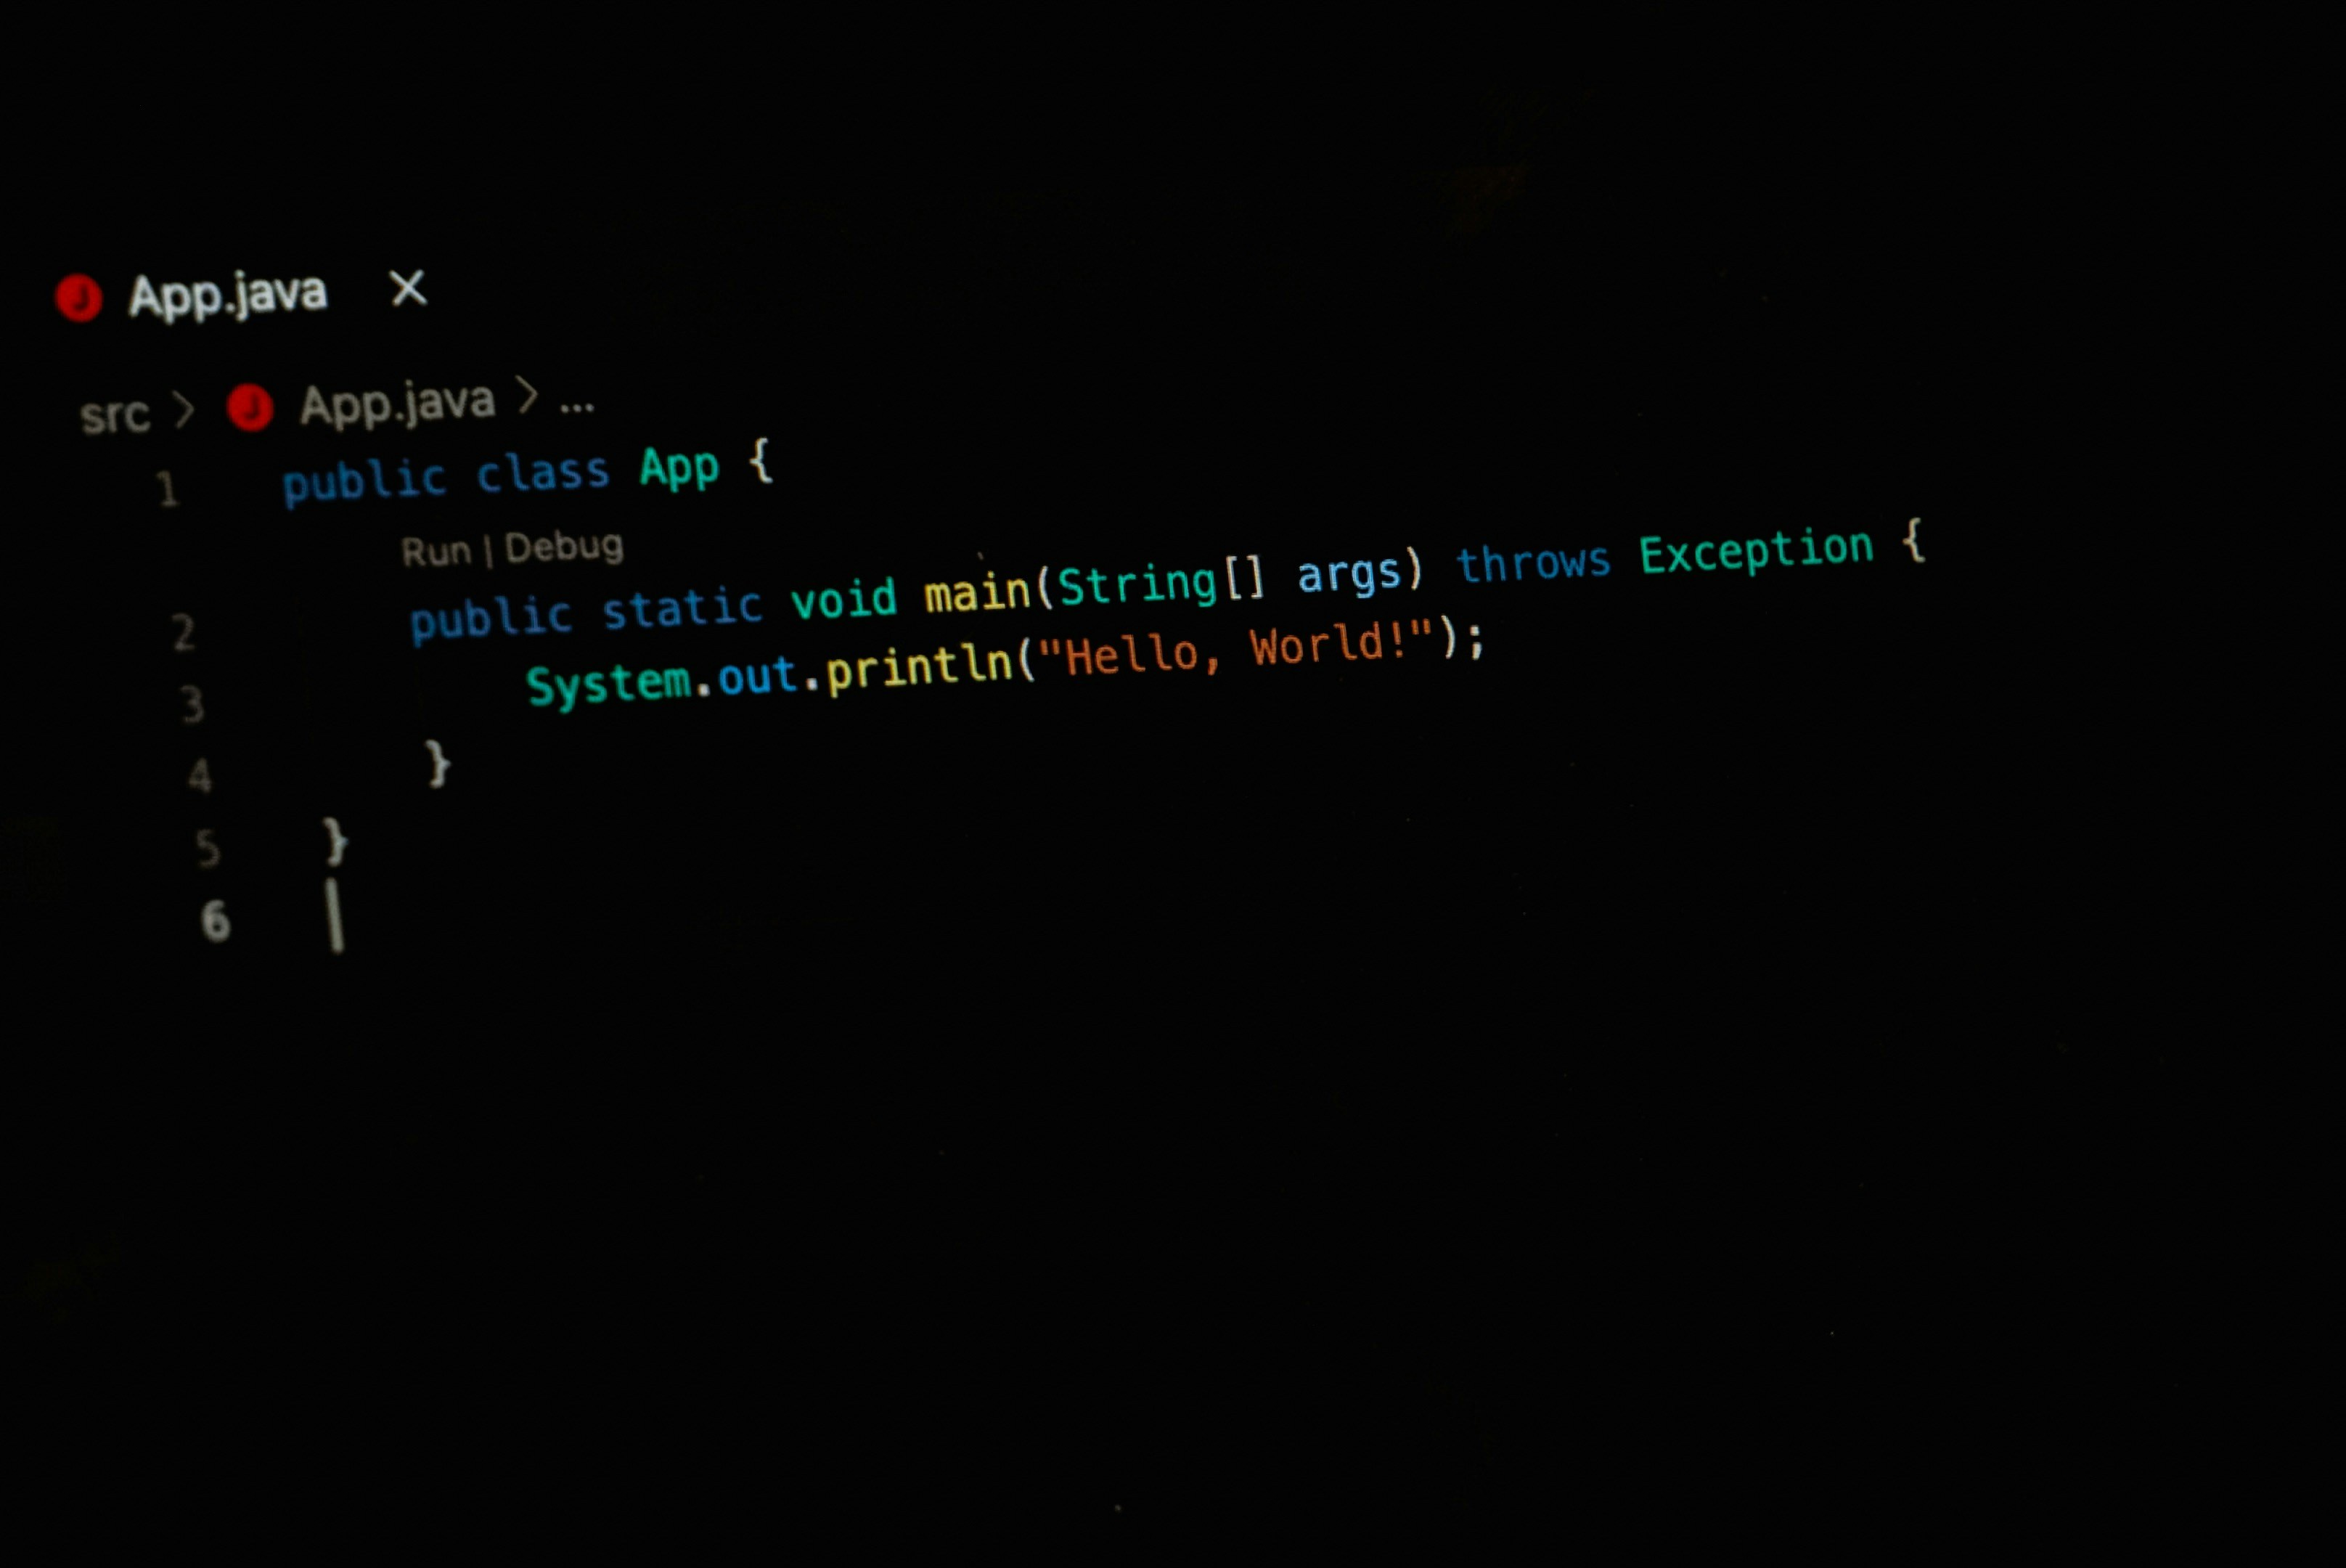 App.java ×
src > App.java > ...
1 public class App {
Run | Debug
2 public static void main(String[] args) throws Exception {
3 System.out.println("Hello, World!");
4 }
5 }
6